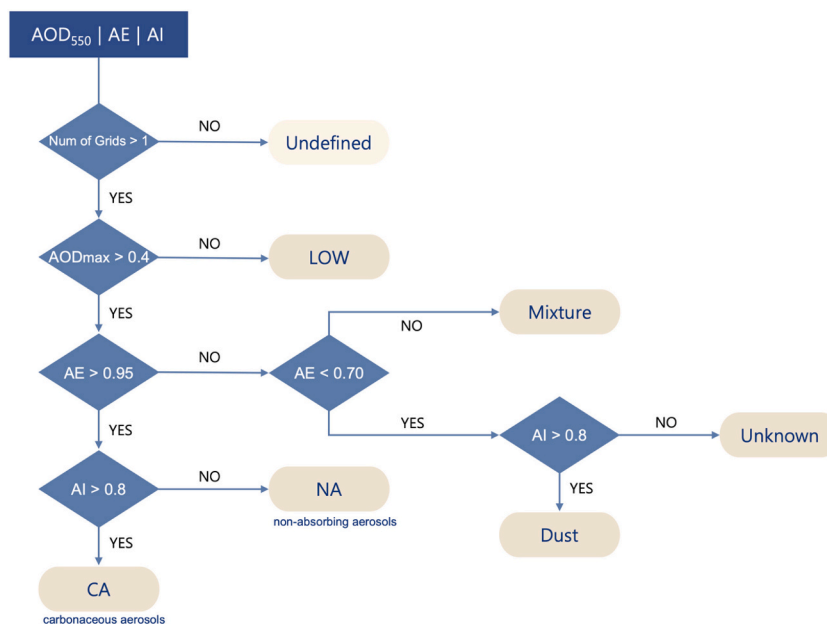 AOD₅₅₀ | AE | AI
Num of Grids > 1
NO
Undefined
YES
AODmax > 0.4
NO
LOW
YES
Mixture
NO
AE > 0.95
NO
AE < 0.70
YES
YES
AI > 0.8
NO
Unknown
AI > 0.8
NO
NA
non-absorbing aerosols
YES
Dust
YES
CA
carbonaceous aerosols